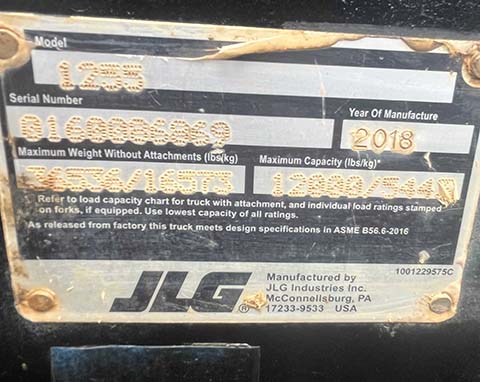 Model
1255
Serial Number
Year Of Manufacture
0160086869
2018
Maximum Weight Without Attachments (lbs/kg)
Maximum Capacity (lbs/kg)*
36536/16573
12000/5443
* Refer to load capacity chart for truck with attachment, and individual load ratings stamped
on forks, if equipped. Use lowest capacity of all ratings.
As released from factory this truck meets design specifications in ASME B56.6-2016
JLG®
Manufactured by
JLG Industries Inc.
McConnellsburg, PA
17233-9533 USA
1001229575C